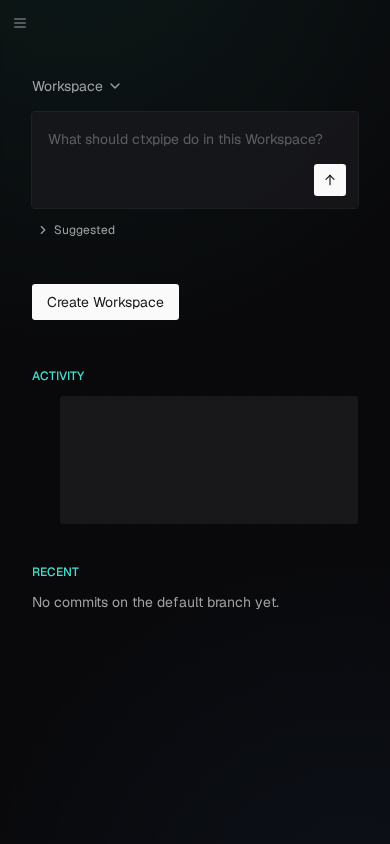 Workspace
What should ctxpipe do in this Workspace?
Suggested
Create Workspace
ACTIVITY
RECENT
No commits on the default branch yet.